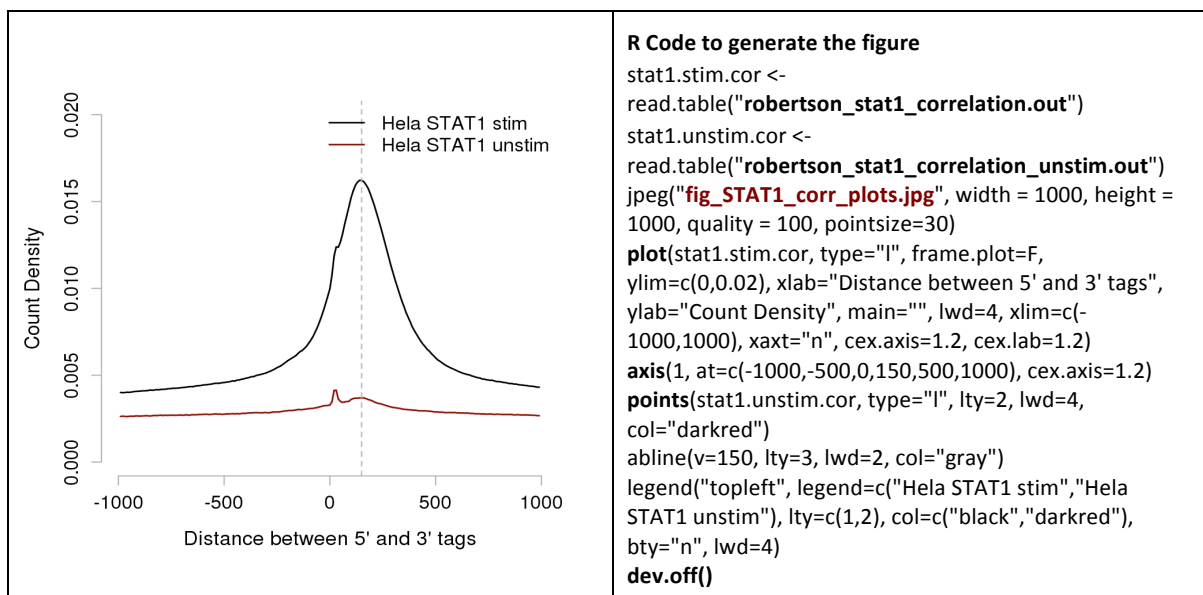 0.020
0.015
0.010
0.005
0.000
Count Density
Hela STAT1 stim
Hela STAT1 unstim
-1000
-500
0
500
1000
Distance between 5' and 3' tags
R Code to generate the figure
stat1.stim.cor <-
read.table("robertson_stat1_correlation.out")
stat1.unstim.cor <-
read.table("robertson_stat1_correlation_unstim.out")
jpeg("fig_STAT1_corr_plots.jpg", width = 1000, height =
1000, quality = 100, pointsize=30)
plot(stat1.stim.cor, type="l", frame.plot=F,
ylim=c(0,0.02), xlab="Distance between 5' and 3' tags",
ylab="Count Density", main="", lwd=4, xlim=c(-
1000,1000), xaxt="n", cex.axis=1.2, cex.lab=1.2)
axis(1, at=c(-1000,-500,0,150,500,1000), cex.axis=1.2)
points(stat1.unstim.cor, type="l", lty=2, lwd=4,
col="darkred")
abline(v=150, lty=3, lwd=2, col="gray")
legend("topleft", legend=c("Hela STAT1 stim","Hela
STAT1 unstim"), lty=c(1,2), col=c("black","darkred"),
bty="n", lwd=4)
dev.off()